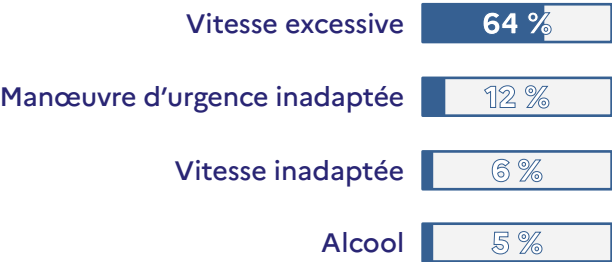 Vitesse excessive 64 %
Manœuvre d'urgence inadaptée 12 %
Vitesse inadaptée 6 %
Alcool 5 %